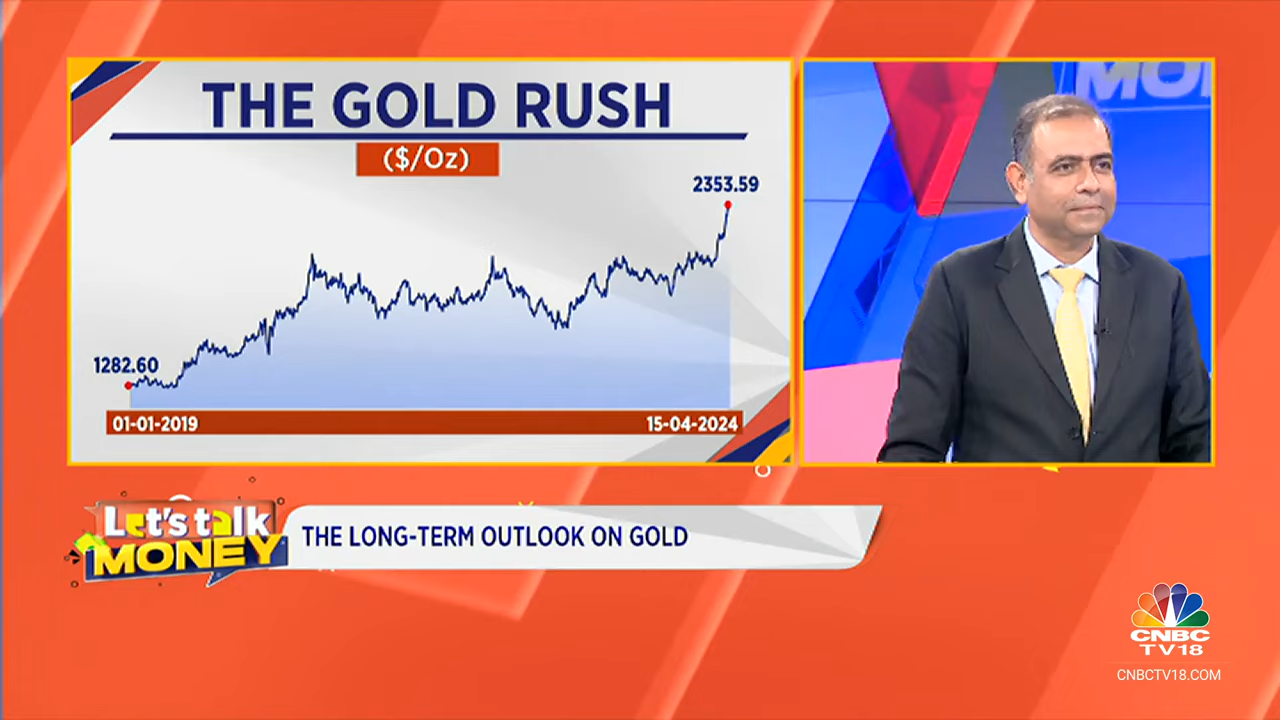 THE GOLD RUSH
($/Oz)
2353.59
1282.60
01-01-2019
15-04-2024
MO
Let's talk
MONEY
THE LONG-TERM OUTLOOK ON GOLD
CNBC
TV18
CNBCTV18.COM